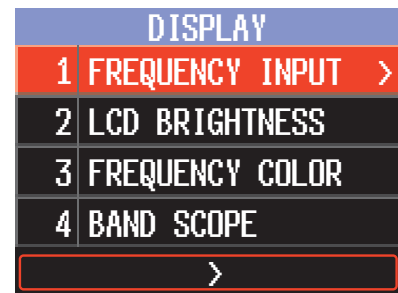 DISPLAY
1 FREQUENCY INPUT >
2 LCD BRIGHTNESS
3 FREQUENCY COLOR
4 BAND SCOPE
>